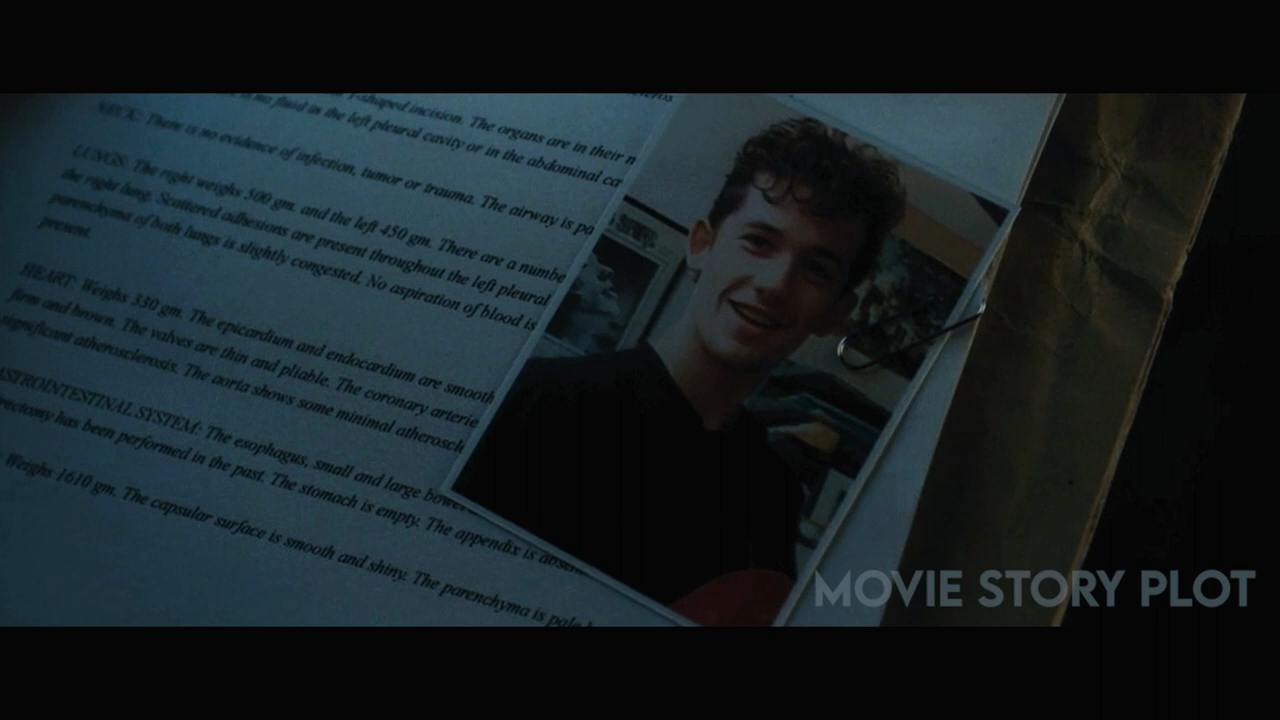 Y-shaped incision. The organs are in their n
no fluid in the left pleural cavity or in the abdominal ca
NECK: There is no evidence of infection, tumor or trauma. The airway is pa
LUNGS: The right weighs 500 gm. and the left 450 gm. There are a numbe
the right lung. Scattered adhesions are present throughout the left pleural
parenchyma of both lungs is slightly congested. No aspiration of blood is
present.
HEART: Weighs 330 gm. The epicardium and endocardium are smooth
firm and brown. The valves are thin and pliable. The coronary arterie
significant atherosclerosis. The aorta shows some minimal atheroscle
ASTROINTESTINAL SYSTEM: The esophagus, small and large bowel
rectomy has been performed in the past. The stomach is empty. The appendix is absen
Weighs 1610 gm. The capsular surface is smooth and shiny. The parenchyma is pale b
MOVIE STORY PLOT